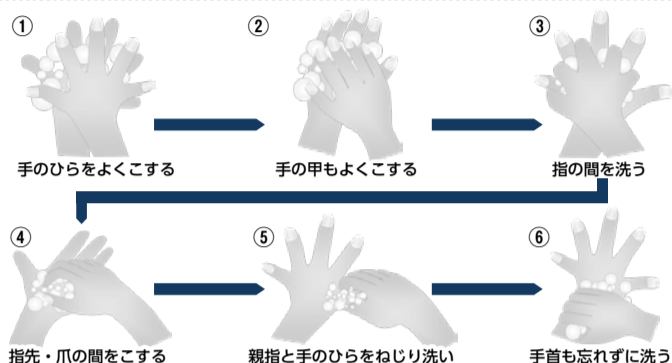 ①
手のひらをよくこする
②
手の甲もよくこする
③
指の間を洗う
④
指先・爪の間をこする
⑤
親指と手のひらをねじり洗い
⑥
手首も忘れずに洗う